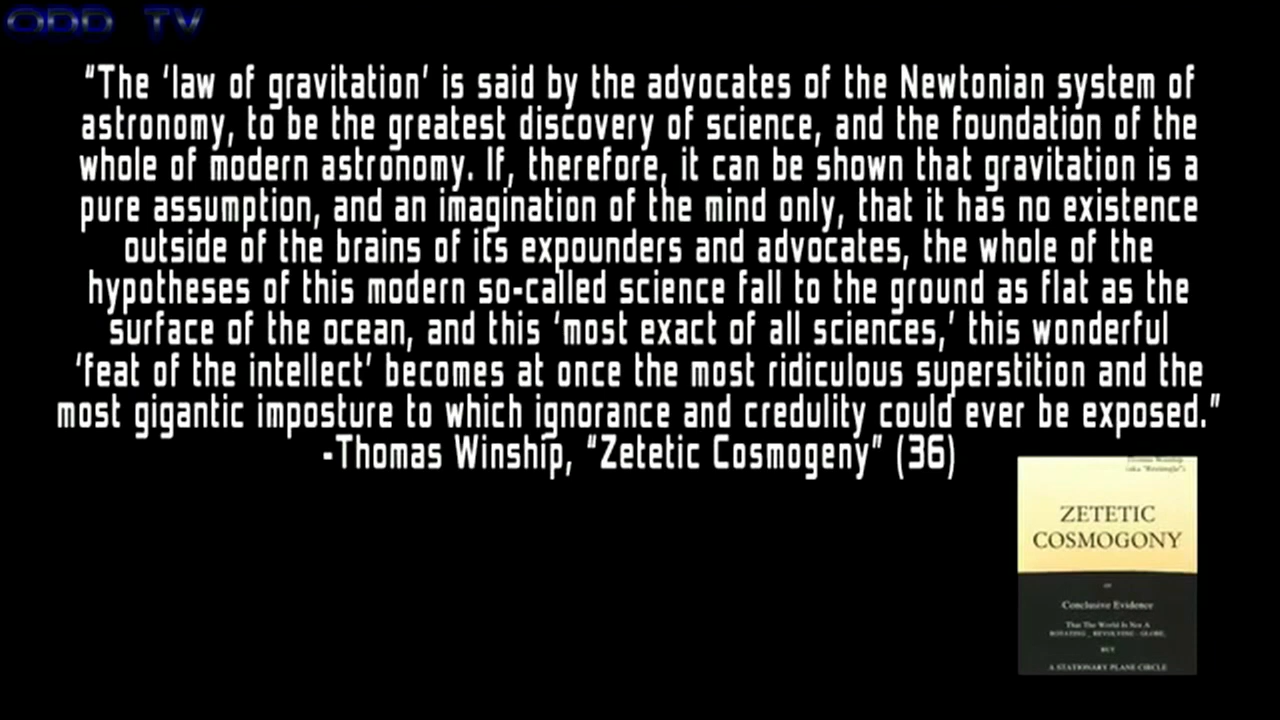 ODD TV
“The ‘law of gravitation’ is said by the advocates of the Newtonian system of
astronomy, to be the greatest discovery of science, and the foundation of the
whole of modern astronomy. If, therefore, it can be shown that gravitation is a
pure assumption, and an imagination of the mind only, that it has no existence
outside of the brains of its expounders and advocates, the whole of the
hypotheses of this modern so-called science fall to the ground as flat as the
surface of the ocean, and this ‘most exact of all sciences,’ this wonderful
‘feat of the intellect’ becomes at once the most ridiculous superstition and the
most gigantic imposture to which ignorance and credulity could ever be exposed.”
-Thomas Winship, “Zetetic Cosmogeny” (36)
Thomas Winship
ZETETIC
COSMOGONY
OR
Conclusive Evidence
That The World Is Not A
ROTATING - REVOLVING - GLOBE,
BUT
A STATIONARY PLANE CIRCLE